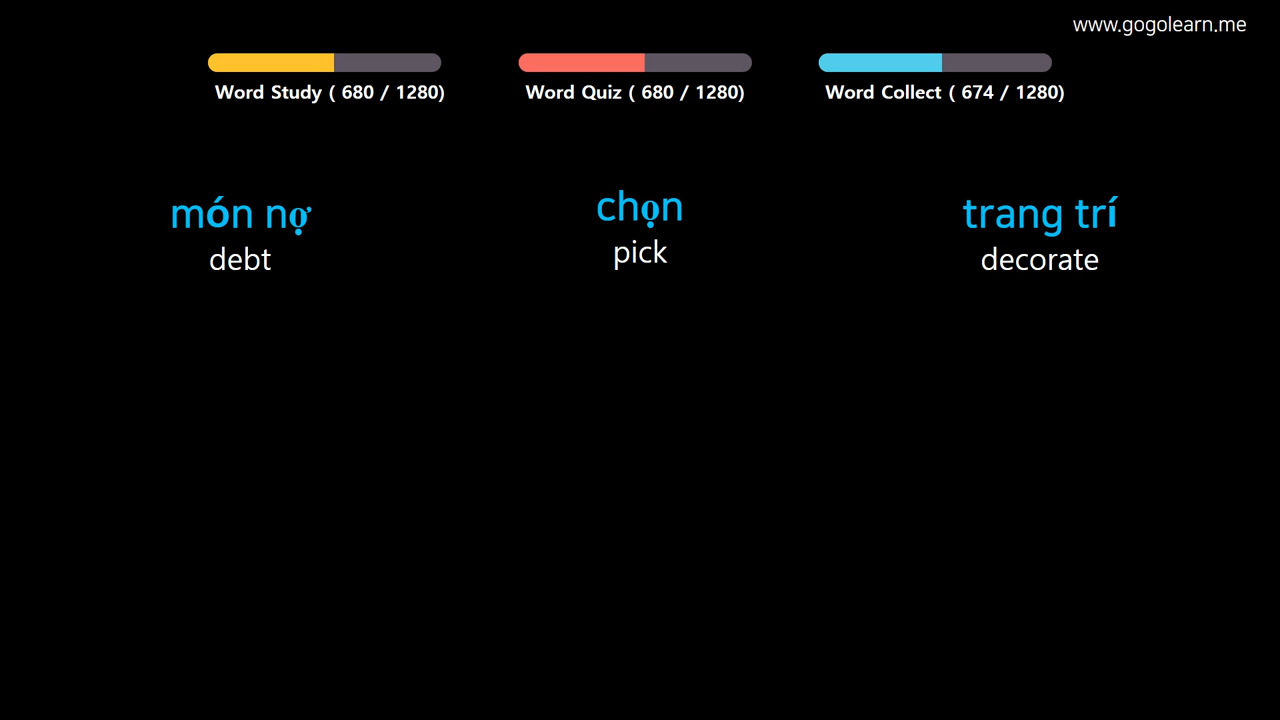 www.gogolearn.me
Word Study ( 680 / 1280)
Word Quiz ( 680 / 1280)
Word Collect ( 674 / 1280)
món nợ
debt
chọn
pick
trang trí
decorate